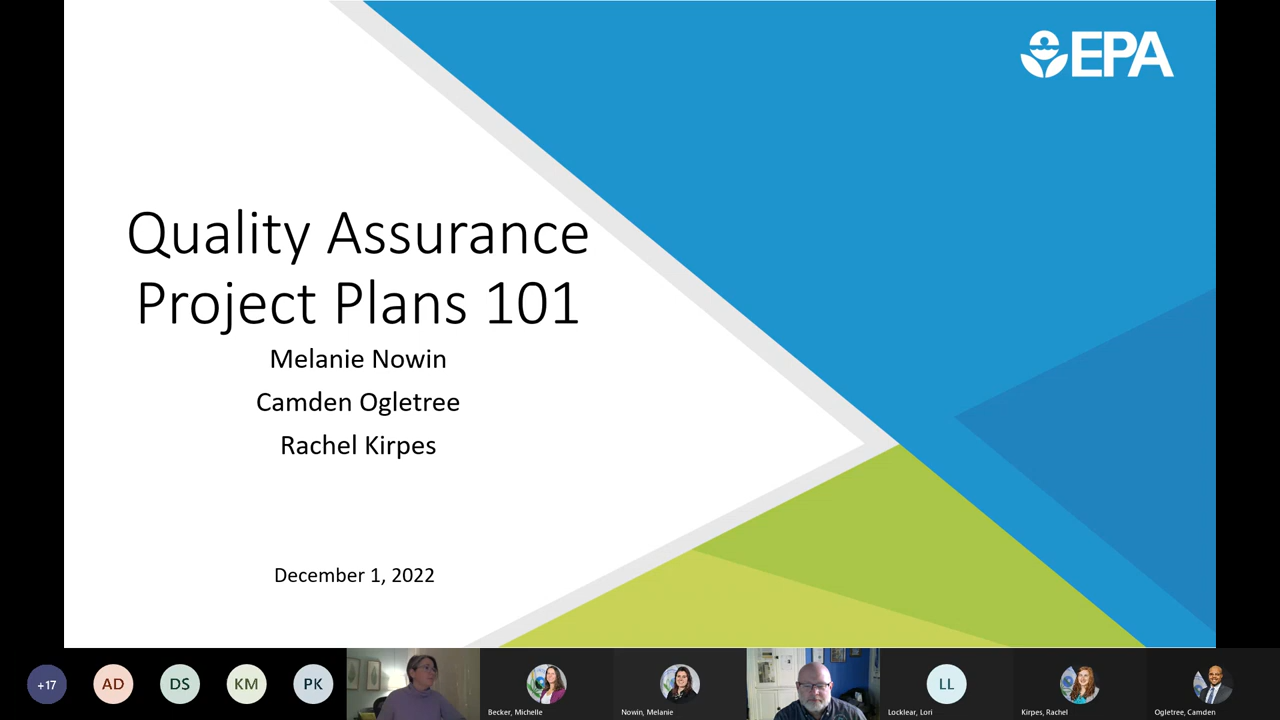 EPA
Quality Assurance
Project Plans 101
Melanie Nowin
Camden Ogletree
Rachel Kirpes
December 1, 2022
+17
AD
DS
KM
PK
Becker, Michelle
Nowin, Melanie
LL
Locklear, Lori
Kirpes, Rachel
Ogletree, Camden